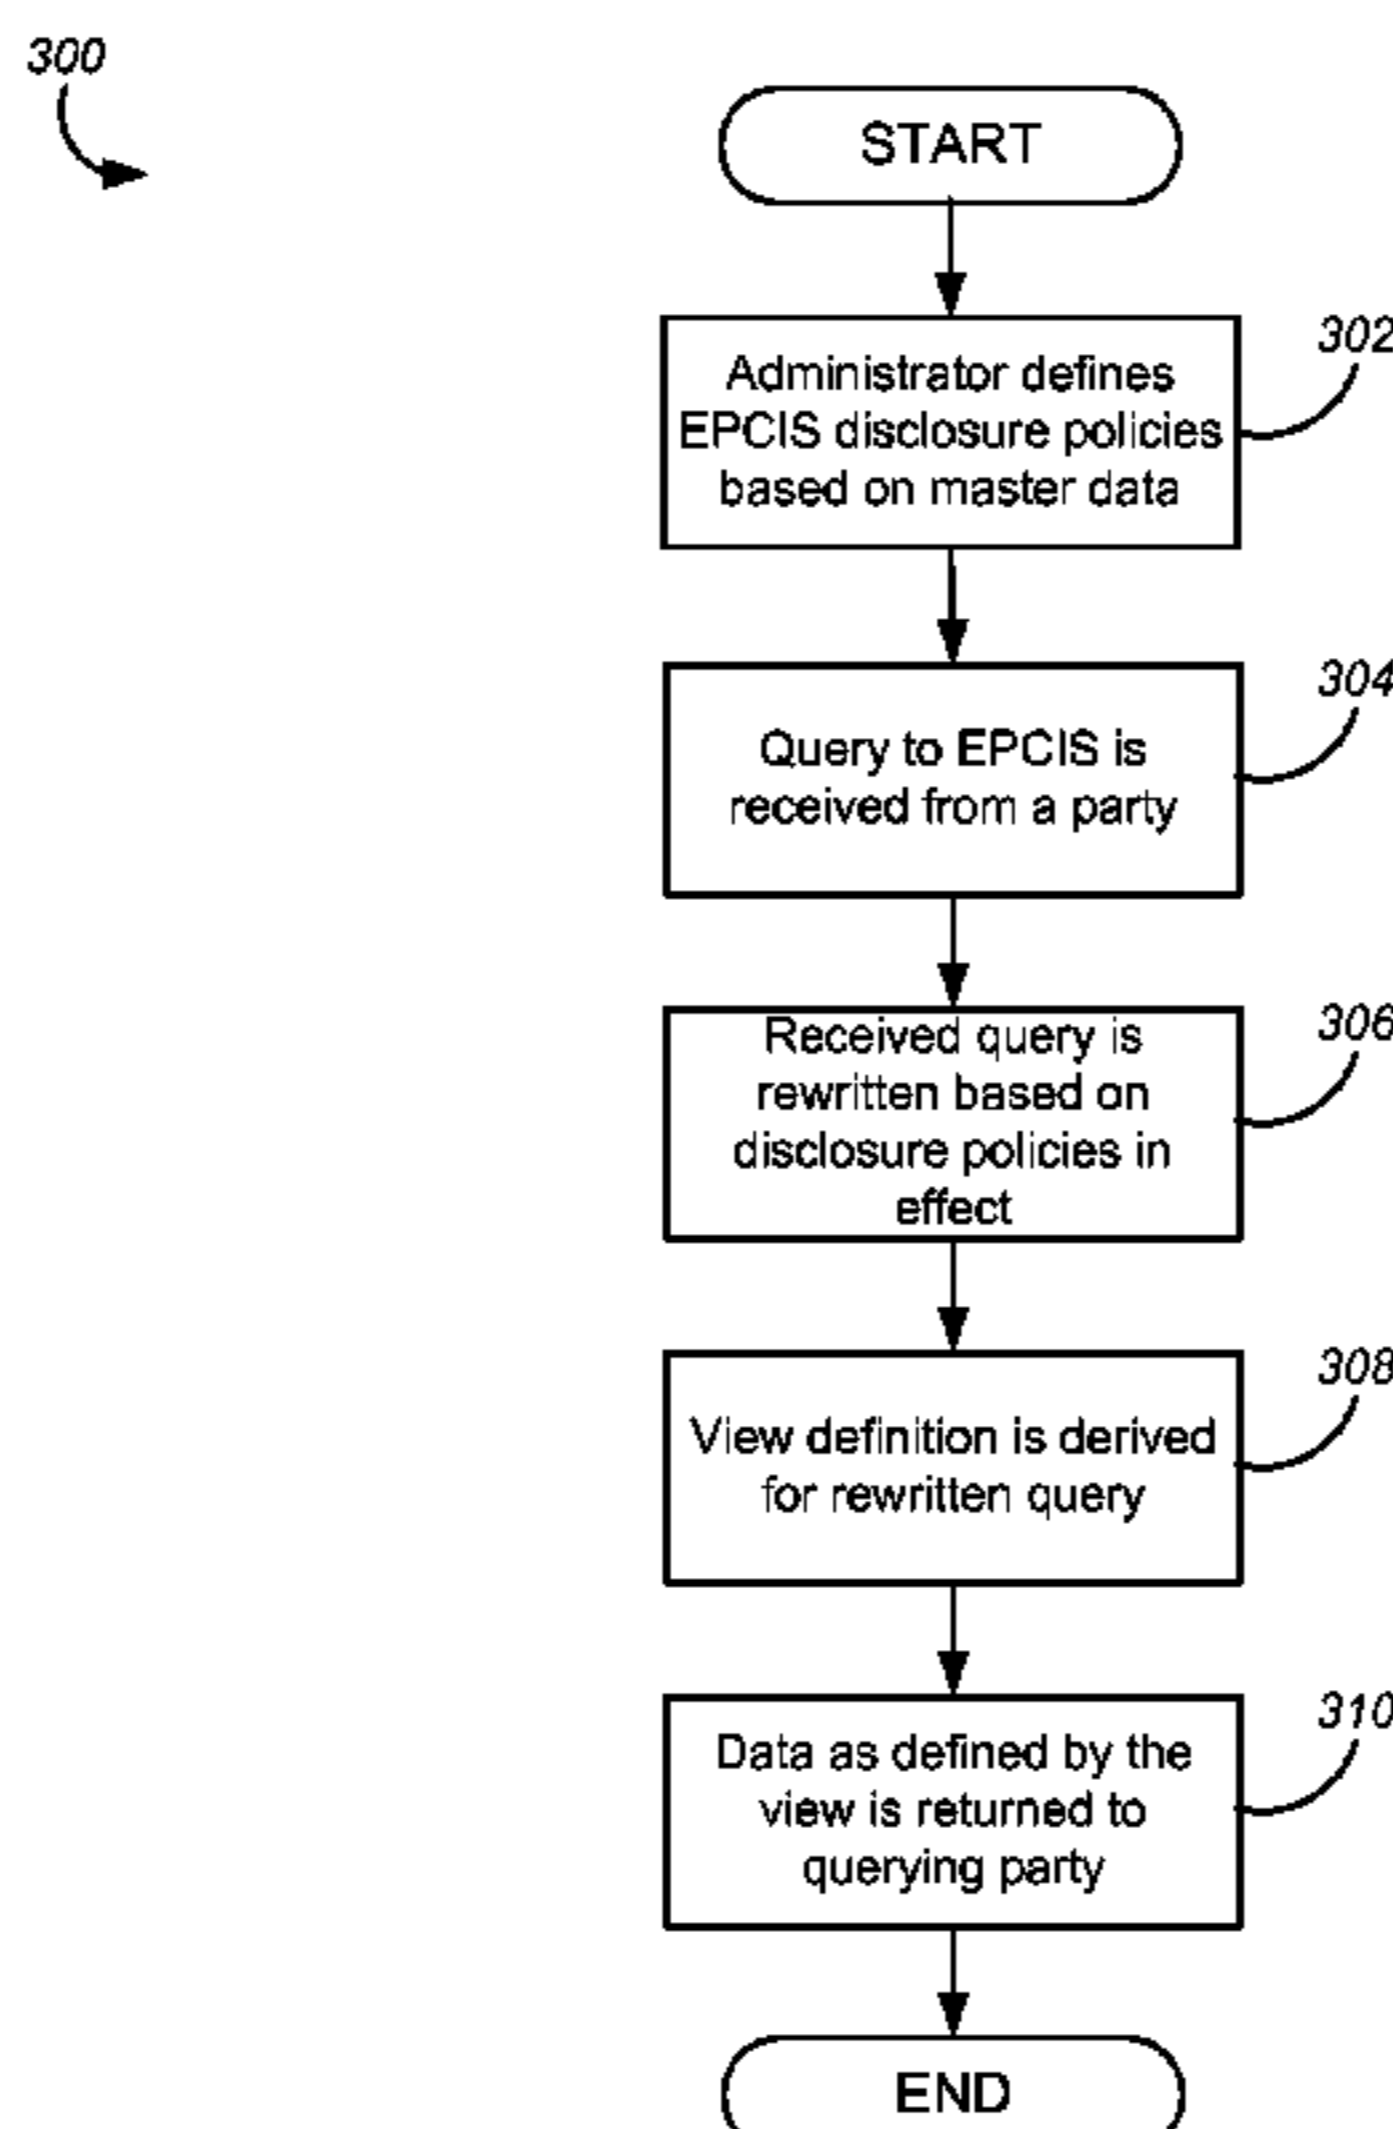 300
START
Administrator defines
EPCIS disclosure policies
based on master data
302
Query to EPCIS is
received from a party
304
Received query is
rewritten based on
disclosure policies in
effect
306
View definition is derived
for rewritten query
308
Data as defined by the
view is returned to
querying party
310
END